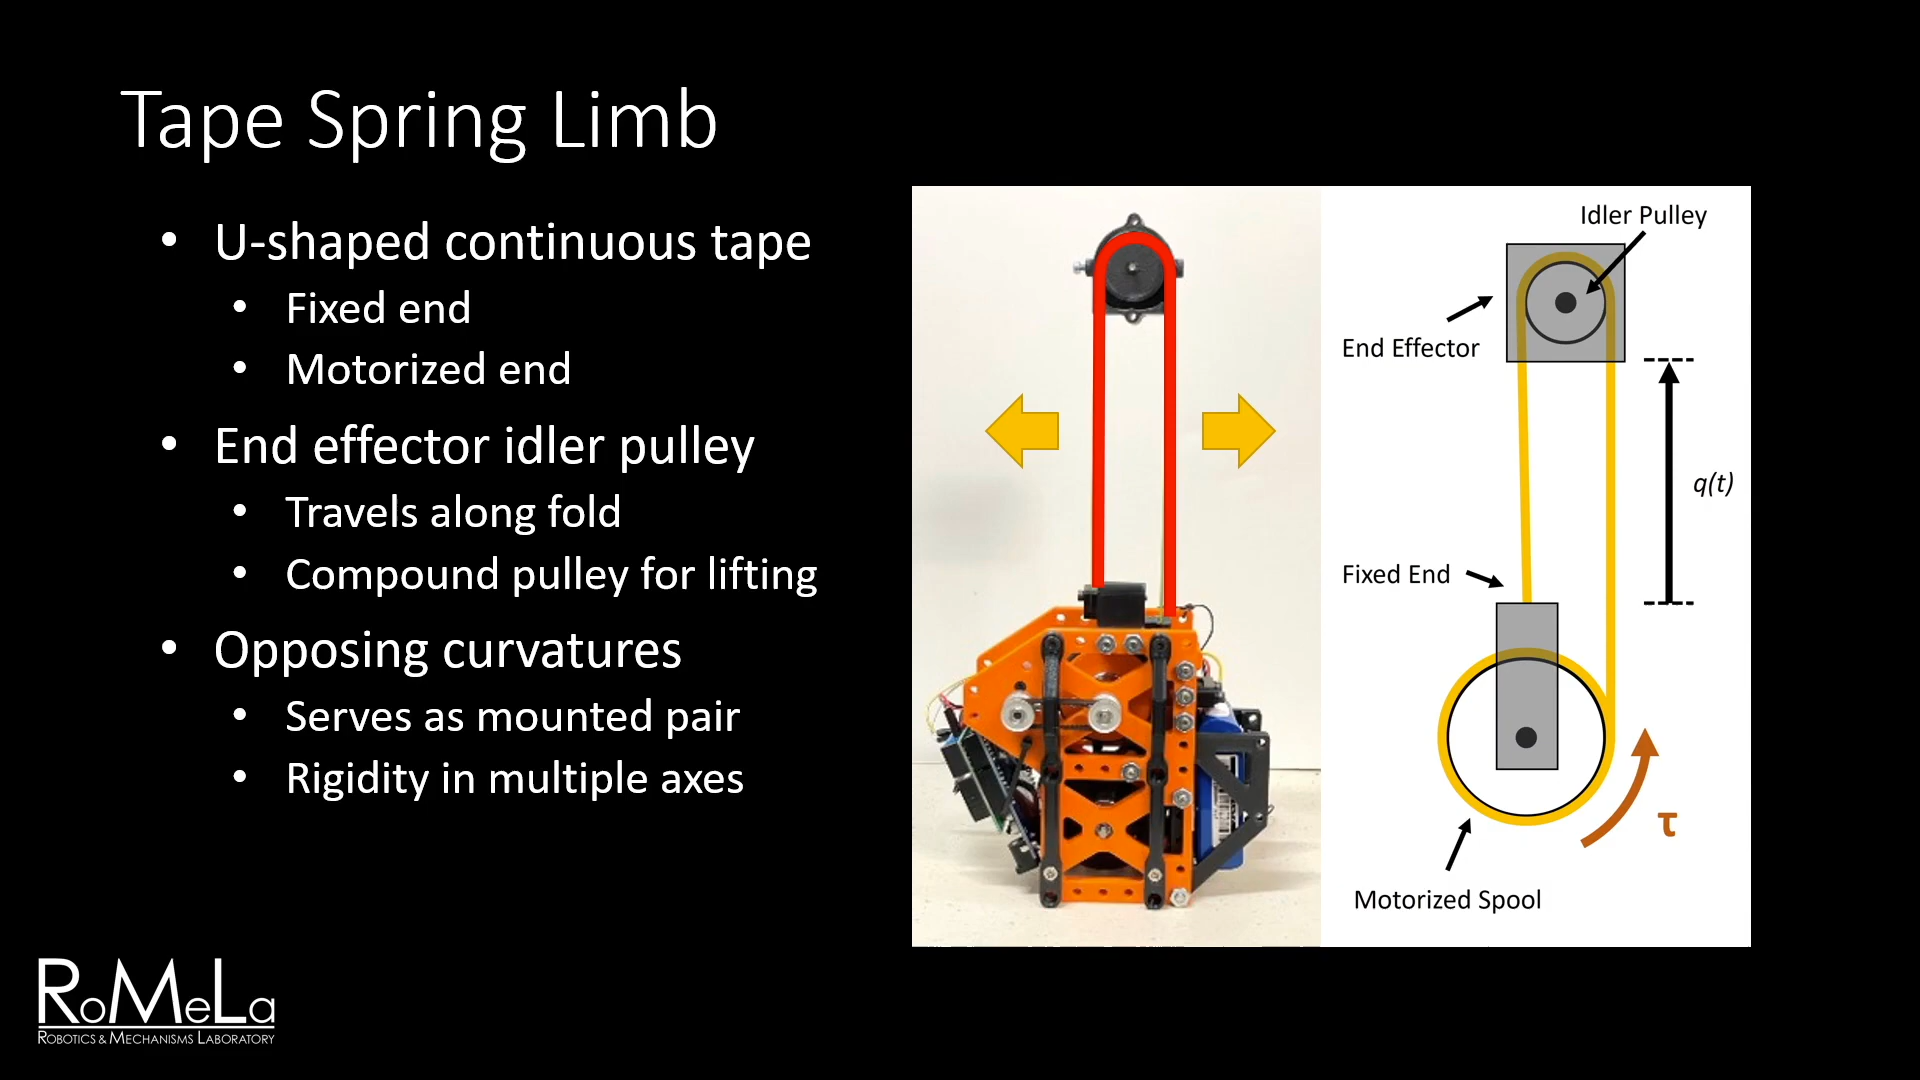 Tape Spring Limb
• U-shaped continuous tape
• Fixed end
• Motorized end
• End effector idler pulley
• Travels along fold
• Compound pulley for lifting
• Opposing curvatures
• Serves as mounted pair
• Rigidity in multiple axes
Idler Pulley
End Effector
q(t)
Fixed End
τ
Motorized Spool
RoMeLa
Robotics & Mechanisms Laboratory